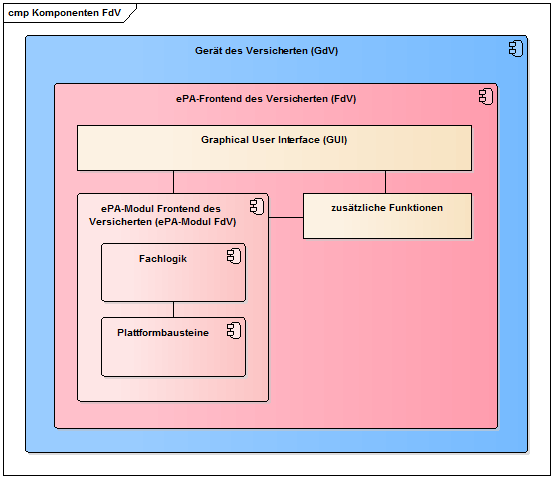 cmp Komponenten FdV
Gerät des Versicherten (GdV)
ePA-Frontend des Versicherten (FdV)
Graphical User Interface (GUI)
ePA-Modul Frontend des
Versicherten (ePA-Modul FdV)
zusätzliche Funktionen
Fachlogik
Plattformbausteine